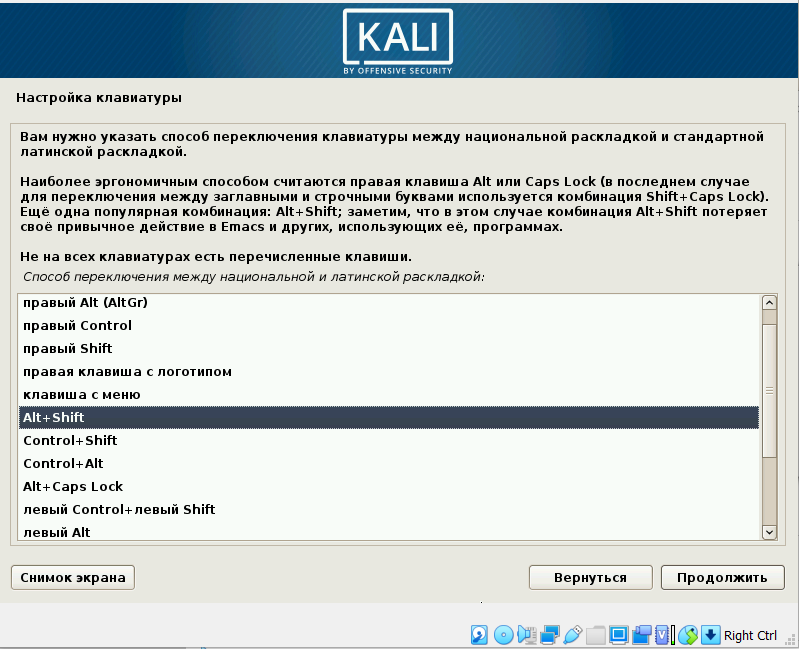 KALI
BY OFFENSIVE SECURITY
Настройка клавиатуры
Вам нужно указать способ переключения клавиатуры между национальной раскладкой и стандартной
латинской раскладкой.
Наиболее эргономичным способом считаются правая клавиша Alt или Caps Lock (в последнем случае
для переключения между заглавными и строчными буквами используется комбинация Shift+Caps Lock).
Ещё одна популярная комбинация: Alt+Shift; заметим, что в этом случае комбинация Alt+Shift потеряет
своё привычное действие в Emacs и других, использующих её, программах.
Не на всех клавиатурах есть перечисленные клавиши.
Способ переключения между национальной и латинской раскладкой:
правый Alt (AltGr)
правый Control
правый Shift
правая клавиша с логотипом
клавиша с меню
Alt+Shift
Control+Shift
Control+Alt
Alt+Caps Lock
левый Control+левый Shift
левый Alt
Снимок экрана
Вернуться
Продолжить
Right Ctrl